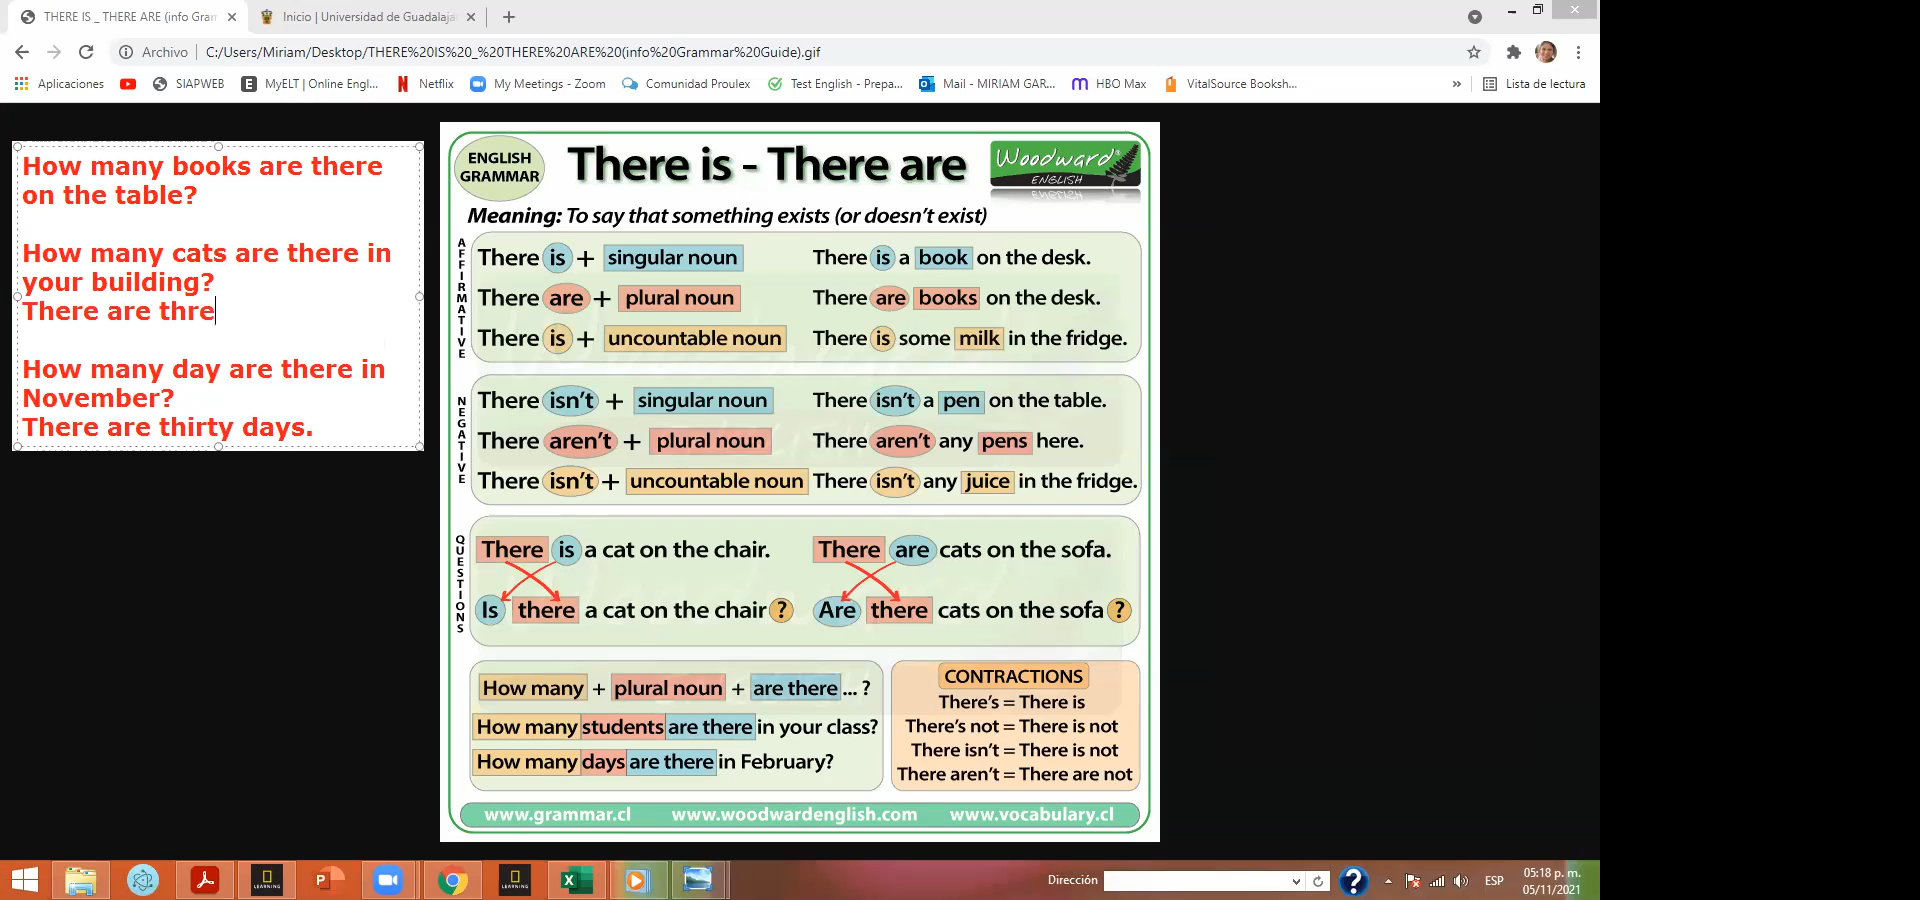 THERE IS _ THERE ARE (info Gram
Inicio | Universidad de Guadalaja
Archivo
C:/Users/Miriam/Desktop/THERE%20IS%20_%20THERE%20ARE%20(info%20Grammar%20Guide).gif
Aplicaciones
SIAPWEB
MyELT | Online Engl...
Netflix
My Meetings - Zoom
Comunidad Proulex
Test English - Prepa...
Mail - MIRIAM GAR...
HBO Max
VitalSource Booksh...
»
Lista de lectura
How many books are there
on the table?
How many cats are there in
your building?
There are thre
How many day are there in
November?
There are thirty days.
ENGLISH
GRAMMAR
There is - There are
Woodward
ENGLISH
Meaning: To say that something exists (or doesn't exist)
AFFIRMATIVE
There is + singular noun There is a book on the desk.
There are + plural noun There are books on the desk.
There is + uncountable noun There is some milk in the fridge.
NEGATIVE
There isn't + singular noun There isn't a pen on the table.
There aren't + plural noun There aren't any pens here.
There isn't + uncountable noun There isn't any juice in the fridge.
QUESTIONS
There is a cat on the chair. There are cats on the sofa.
Is there a cat on the chair ? Are there cats on the sofa ?
How many + plural noun + are there ... ?
How many students are there in your class?
How many days are there in February?
CONTRACTIONS
There's = There is
There's not = There is not
There isn't = There is not
There aren't = There are not
www.grammar.cl www.woodwardenglish.com www.vocabulary.cl
LEARNING
LEARNING
Dirección
ESP
05:18 p. m.
05/11/2021